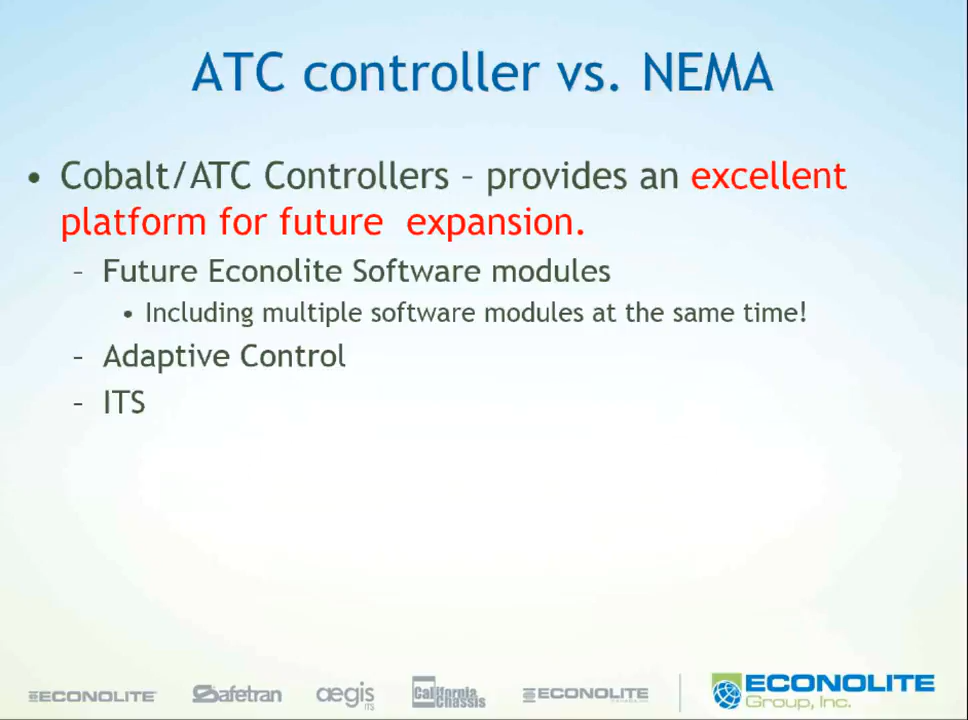 ATC controller vs. NEMA
• Cobalt/ATC Controllers – provides an excellent
platform for future expansion.
– Future Econolite Software modules
• Including multiple software modules at the same time!
– Adaptive Control
– ITS
ECONOLITE Safetran aegis ITS California Chassis ECONOLITE ECONOLITE Group, Inc.